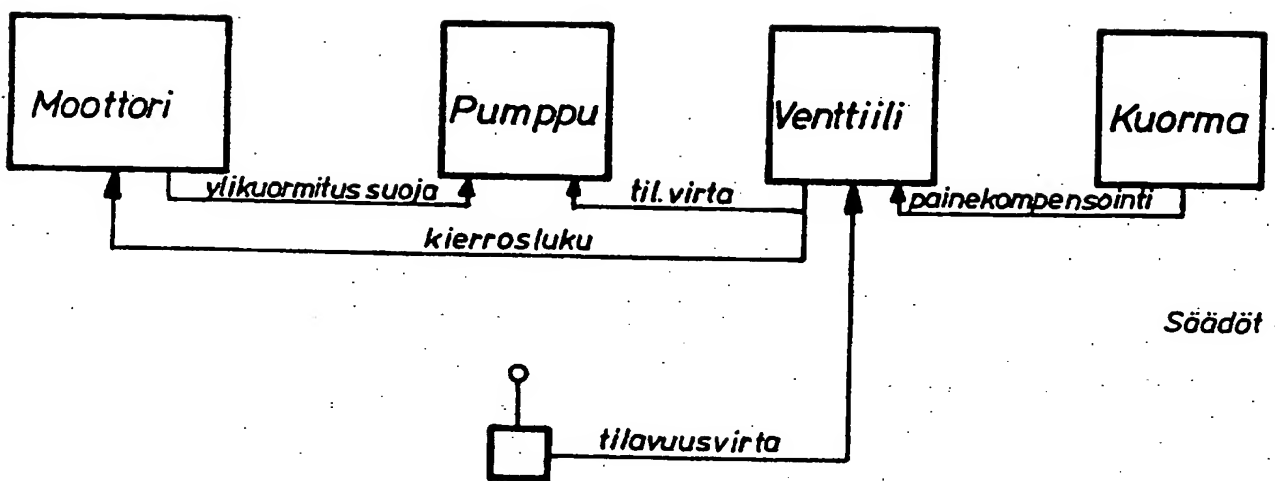 Moottori
Pumppu
Venttiili
Kuorma
ylikuormitus suoja
til. virta
painekompensointi
kierrosluku
Säädöt
tilavuusvirta